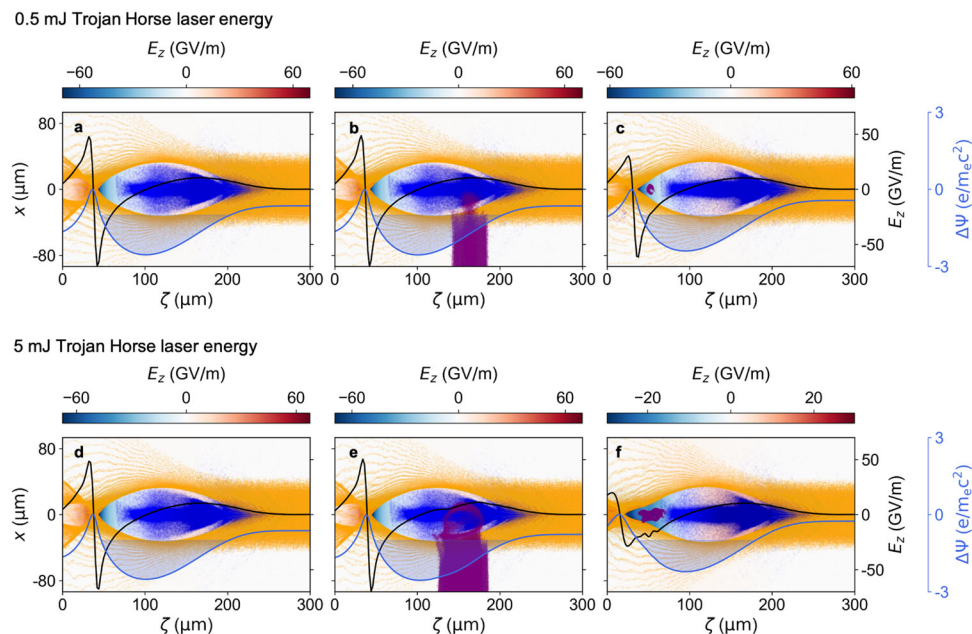 0.5 mJ Trojan Horse laser energy
E_z (GV/m) E_z (GV/m) E_z (GV/m)
−60 0 60 −60 0 60 −60 0 60
a b c
x (μm)
80
0
-80
0 100 200 300 0 100 200 300 0 100 200 300
ζ (μm) ζ (μm) ζ (μm)
50
0
-50
E_z (GV/m)
3
0
-3
ΔΨ (e/m_ec²)
5 mJ Trojan Horse laser energy
E_z (GV/m) E_z (GV/m) E_z (GV/m)
−60 0 60 −60 0 60 −20 0 20
d e f
x (μm)
80
0
-80
0 100 200 300 0 100 200 300 0 100 200 300
ζ (μm) ζ (μm) ζ (μm)
50
0
-50
E_z (GV/m)
3
0
-3
ΔΨ (e/m_ec²)